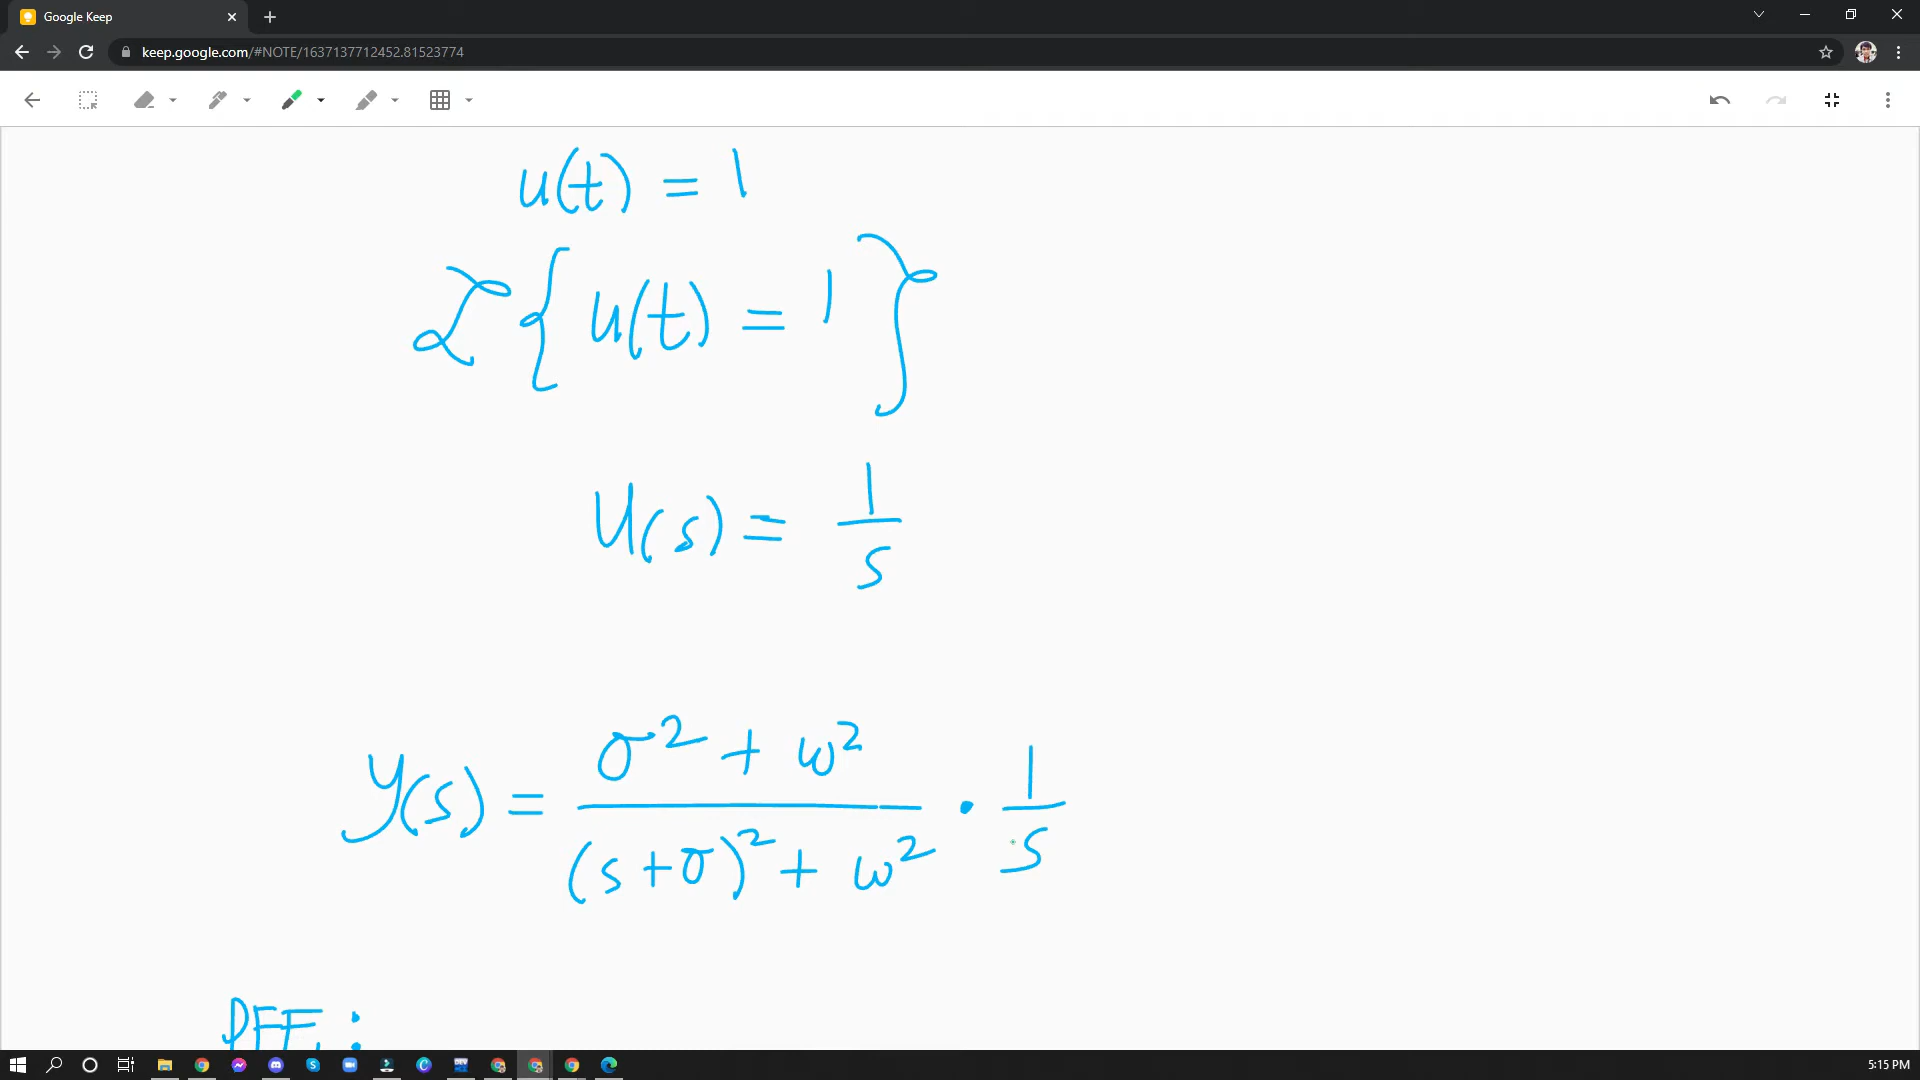 Google Keep
keep.google.com/#NOTE/1637137712452.81523774
u(t) = 1
ℒ { u(t) = 1 }
U(s) = 1/s
Y(s) = (σ² + ω²)/((s+σ)² + ω²) · 1/s
PFE :
5:15 PM